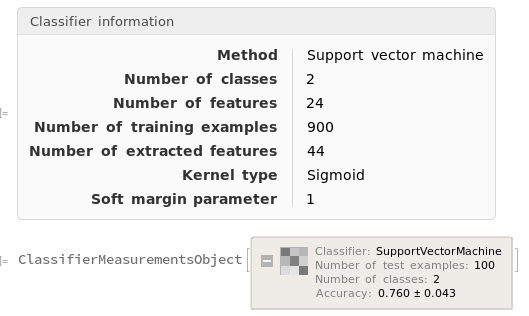 Classifier information
Method Support vector machine
Number of classes 2
Number of features 24
Number of training examples 900
Number of extracted features 44
Kernel type Sigmoid
Soft margin parameter 1
ClassifierMeasurementsObject[
Classifier: SupportVectorMachine
Number of test examples: 100
Number of classes: 2
Accuracy: 0.760 ± 0.043
]